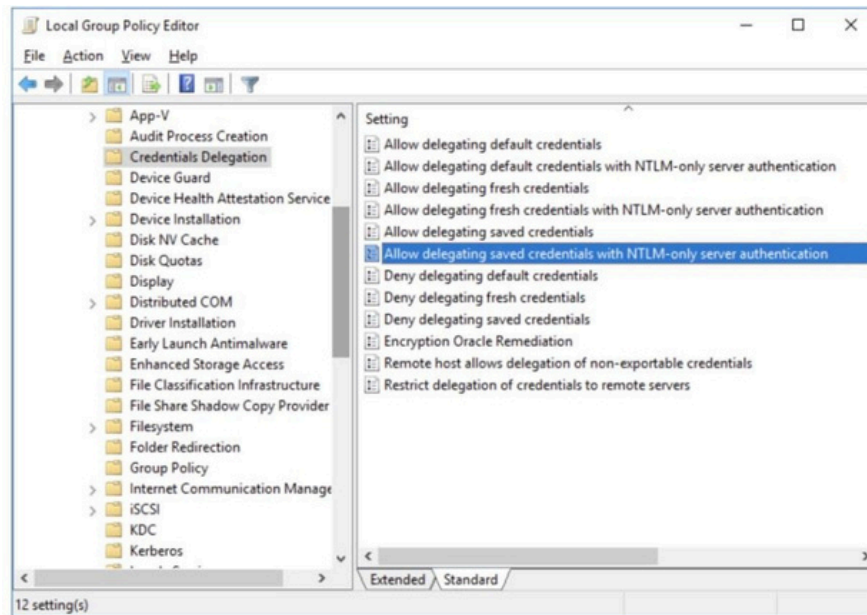 Local Group Policy Editor
File Action View Help
App-V
Audit Process Creation
Credentials Delegation
Device Guard
Device Health Attestation Service
Device Installation
Disk NV Cache
Disk Quotas
Display
Distributed COM
Driver Installation
Early Launch Antimalware
Enhanced Storage Access
File Classification Infrastructure
File Share Shadow Copy Provider
Filesystem
Folder Redirection
Group Policy
Internet Communication Manage
iSCSI
KDC
Kerberos
Setting
Allow delegating default credentials
Allow delegating default credentials with NTLM-only server authentication
Allow delegating fresh credentials
Allow delegating fresh credentials with NTLM-only server authentication
Allow delegating saved credentials
Allow delegating saved credentials with NTLM-only server authentication
Deny delegating default credentials
Deny delegating fresh credentials
Deny delegating saved credentials
Encryption Oracle Remediation
Remote host allows delegation of non-exportable credentials
Restrict delegation of credentials to remote servers
Extended Standard
12 setting(s)